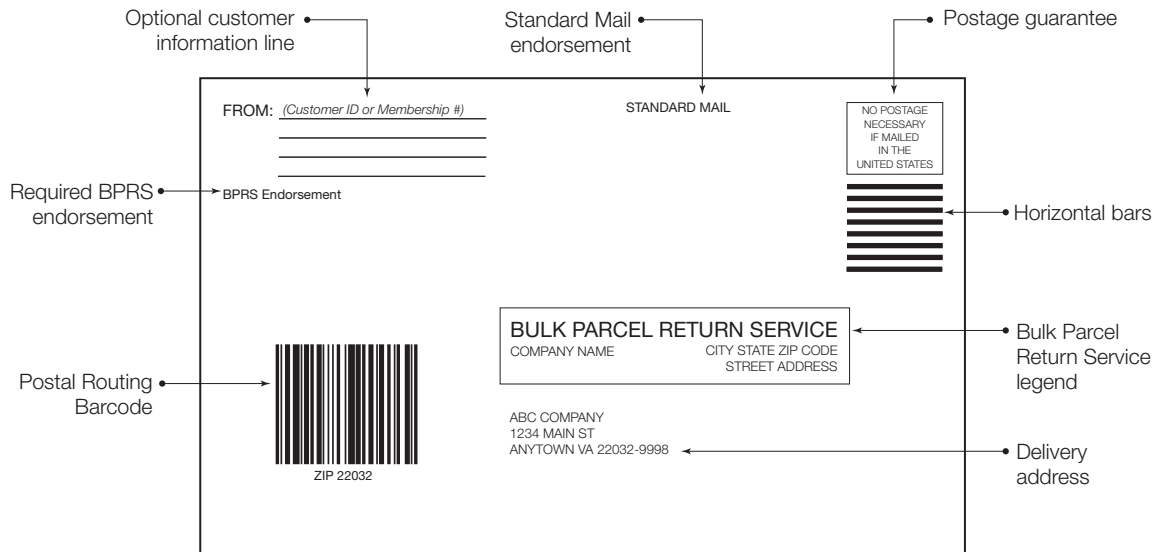 Optional customer
information line
Standard Mail
endorsement
Postage guarantee
FROM: (Customer ID or Membership #)
STANDARD MAIL
NO POSTAGE
NECESSARY
IF MAILED
IN THE
UNITED STATES
Required BPRS
endorsement
BPRS Endorsement
Horizontal bars
BULK PARCEL RETURN SERVICE
COMPANY NAME CITY STATE ZIP CODE
STREET ADDRESS
Bulk Parcel
Return Service
legend
Postal Routing
Barcode
ZIP 22032
ABC COMPANY
1234 MAIN ST
ANYTOWN VA 22032-9998
Delivery
address